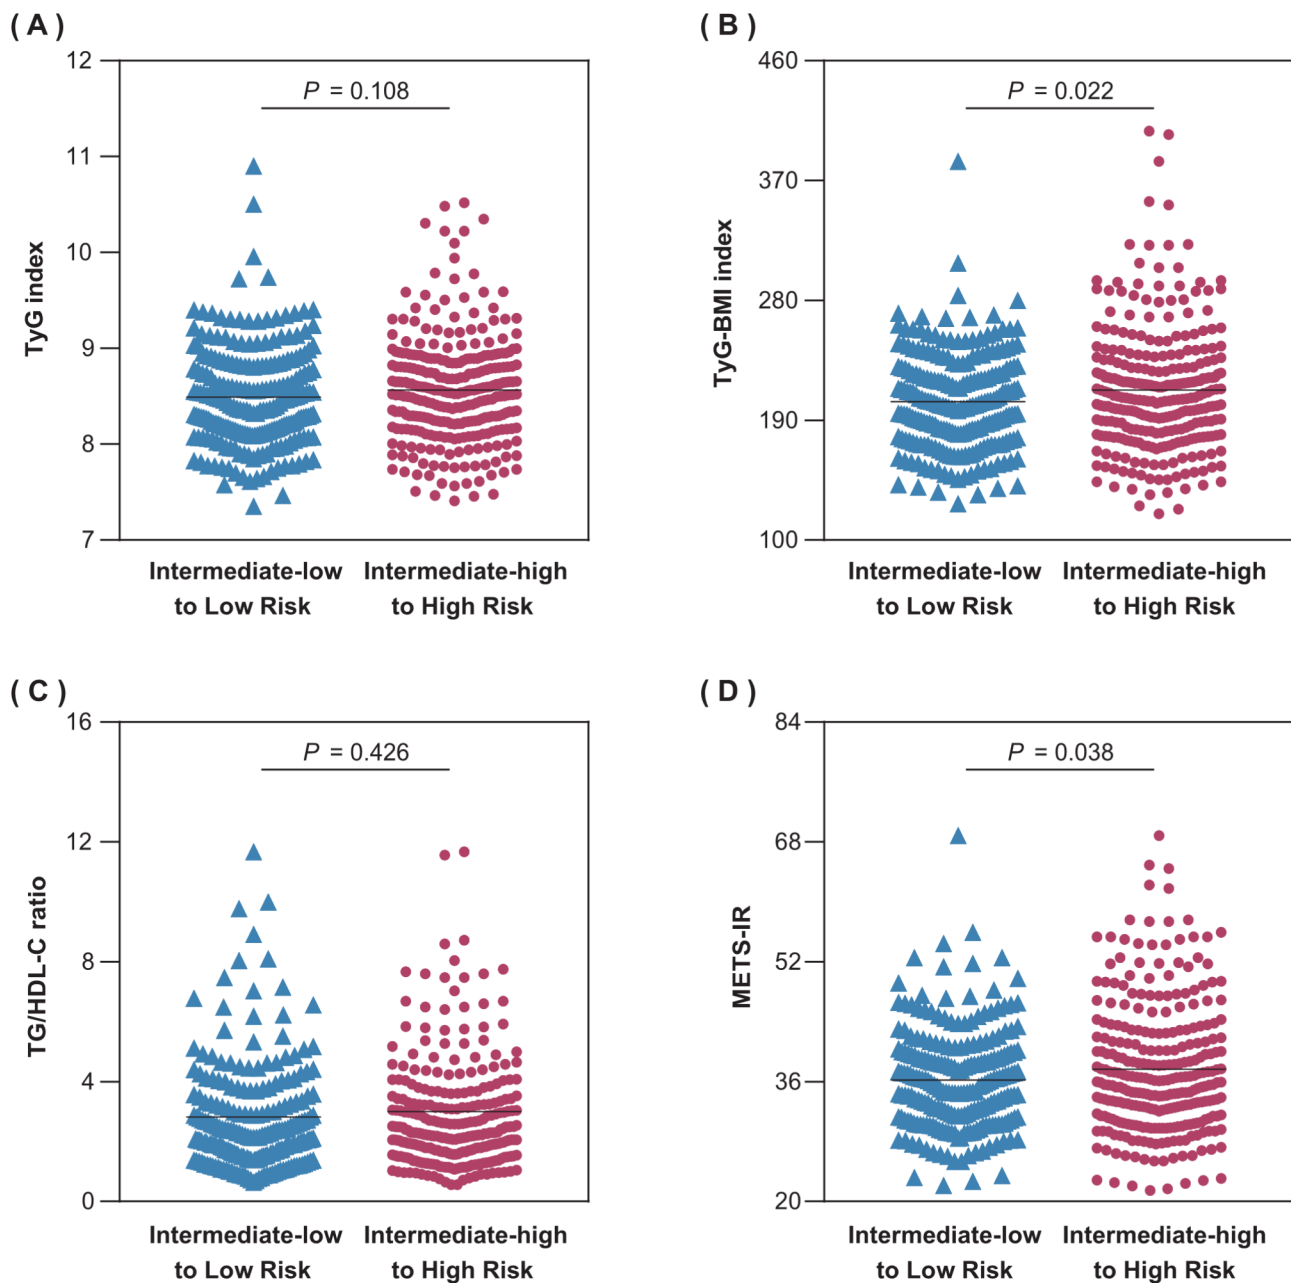 ( A )
12
P = 0.108
11
10
TyG index
9
8
7
Intermediate-low
to Low Risk
Intermediate-high
to High Risk
( B )
460
P = 0.022
370
TyG-BMI index
280
190
100
Intermediate-low
to Low Risk
Intermediate-high
to High Risk
( C )
16
P = 0.426
12
TG/HDL-C ratio
8
4
0
Intermediate-low
to Low Risk
Intermediate-high
to High Risk
( D )
84
P = 0.038
68
METS-IR
52
36
20
Intermediate-low
to Low Risk
Intermediate-high
to High Risk